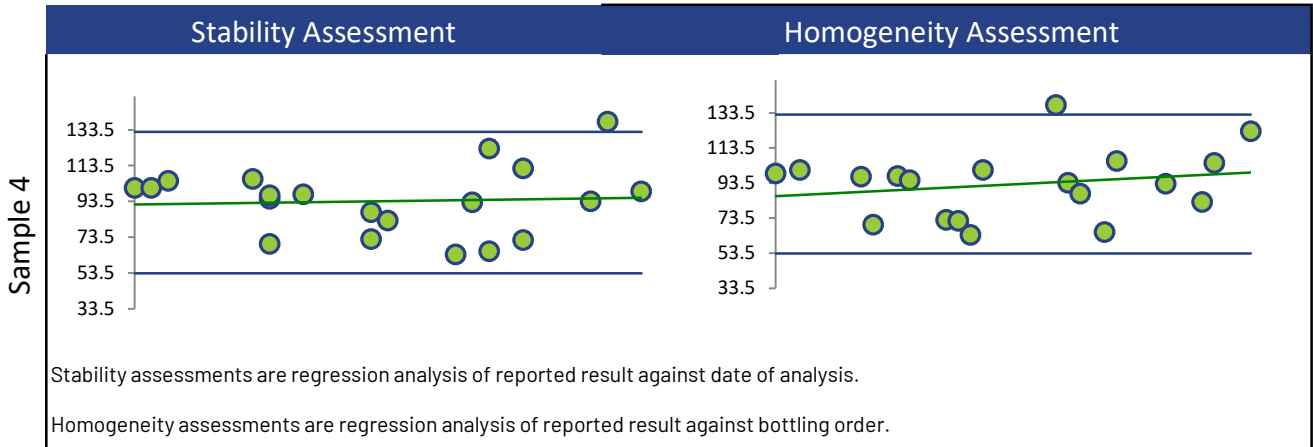 Stability Assessment
Homogeneity Assessment
Sample 4
133.5
113.5
93.5
73.5
53.5
33.5
133.5
113.5
93.5
73.5
53.5
33.5
Stability assessments are regression analysis of reported result against date of analysis.
Homogeneity assessments are regression analysis of reported result against bottling order.